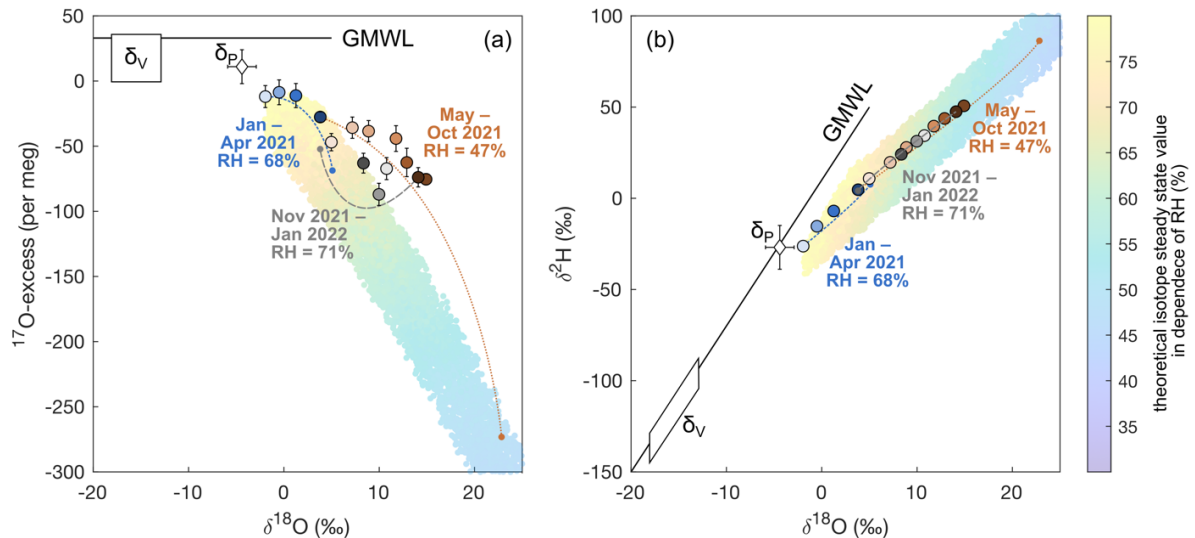 (a)
GMWL
δV
δP
Jan –
Apr 2021
RH = 68%
May –
Oct 2021
RH = 47%
Nov 2021 –
Jan 2022
RH = 71%
17O-excess (per meg)
50
0
-50
-100
-150
-200
-250
-300
-20
-10
0
10
20
δ18O (‰)
(b)
GMWL
δP
δV
May –
Oct 2021
RH = 47%
Nov 2021 –
Jan 2022
RH = 71%
Jan –
Apr 2021
RH = 68%
δ2H (‰)
100
50
0
-50
-100
-150
-20
-10
0
10
20
δ18O (‰)
75
70
65
60
55
50
45
40
35
theoretical isotope steady state value
in dependece of RH (%)